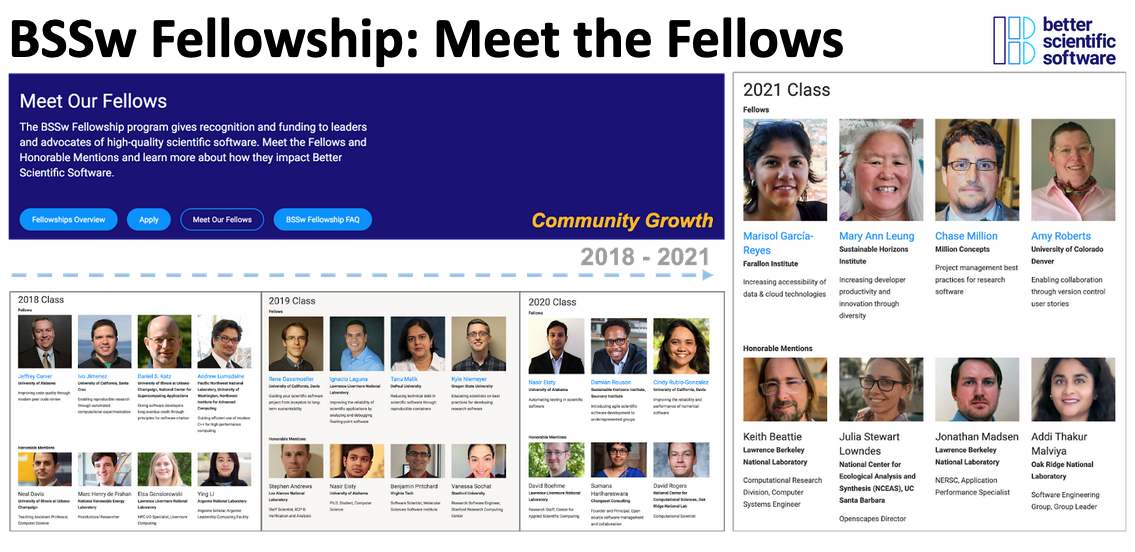 BSSw Fellowship: Meet the Fellows
better
scientific
software
Meet Our Fellows
The BSSw Fellowship program gives recognition and funding to leaders
and advocates of high-quality scientific software. Meet the Fellows and
Honorable Mentions and learn more about how they impact Better
Scientific Software.
Fellowships Overview
Apply
Meet Our Fellows
BSSw Fellowship FAQ
Community Growth
2018 - 2021
2018 Class
Fellows
Jeffrey Carver
University of Alabama
Improving code quality through
modern peer code review
Ivo Jimenez
University of California, Santa
Cruz
Enabling reproducible research
through automated
computational experimentation
Daniel S. Katz
University of Illinois at Urbana-
Champaign, National Center for
Supercomputing Applications
Giving software developers
long-overdue credit through
principles for software citation
Andrew Lumsdaine
Pacific Northwest National
Laboratory, University of
Washington, Northwest
Institute for Advanced
Computing
Guiding efficient use of modern
C++ for high-performance
computing
Honorable Mentions
Neal Davis
University of Illinois at Urbana-
Champaign
Teaching Assistant Professor,
Computer Science
Marc Henry de Frahan
National Renewable Energy
Laboratory
Postdoctoral Researcher
Elsa Gonsiorowski
Lawrence Livermore National
Laboratory
HPC I/O Specialist, Livermore
Computing
Ying Li
Argonne National Laboratory
Argonne Scholar, Argonne
Leadership Computing Facility
2019 Class
Fellows
Rene Gassmoeller
University of California, Davis
Guiding your scientific software
project from inception to long-
term sustainability
Ignacio Laguna
Lawrence Livermore National
Laboratory
Improving the reliability of
scientific applications by
analyzing and debugging
floating-point software
Tanu Malik
DePaul University
Reducing technical debt in
scientific software through
reproducible containers
Kyle Niemeyer
Oregon State University
Educating scientists on best
practices for developing
research software
Honorable Mentions
Stephen Andrews
Los Alamos National
Laboratory
Staff Scientist, XCP-8:
Verification and Analysis
Nasir Eisty
University of Alabama
Ph.D. Student, Computer
Science
Benjamin Pritchard
Virginia Tech
Software Scientist, Molecular
Sciences Software Institute
Vanessa Sochat
Stanford University
Research Software Engineer,
Stanford Research Computing
Center
2020 Class
Fellows
Nasir Eisty
University of Alabama
Automating testing in scientific
software
Damian Rouson
Sustainable Horizons Institute,
Sourcery Institute
Introducing agile scientific
software development to
underrepresented groups
Cindy Rubio-González
University of California, Davis
Improving the reliability and
performance of numerical
software
Honorable Mentions
David Boehme
Lawrence Livermore National
Laboratory
Research Staff, Center for
Applied Scientific Computing
Sumana
Harihareswara
Changeset Consulting
Founder and Principal, Open
source software management
and collaboration
David Rogers
National Center for
Computational Sciences, Oak
Ridge National Lab
Computational Scientist
2021 Class
Fellows
Marisol García-
Reyes
Farallon Institute
Increasing accessibility of
data & cloud technologies
Mary Ann Leung
Sustainable Horizons
Institute
Increasing developer
productivity and
innovation through
diversity
Chase Million
Million Concepts
Project management best
practices for research
software
Amy Roberts
University of Colorado
Denver
Enabling collaboration
through version control
user stories
Honorable Mentions
Keith Beattie
Lawrence Berkeley
National Laboratory
Computational Research
Division, Computer
Systems Engineer
Julia Stewart
Lowndes
National Center for
Ecological Analysis and
Synthesis (NCEAS), UC
Santa Barbara
Openscapes Director
Jonathan Madsen
Lawrence Berkeley
National Laboratory
NERSC, Application
Performance Specialist
Addi Thakur
Malviya
Oak Ridge National
Laboratory
Software Engineering
Group, Group Leader